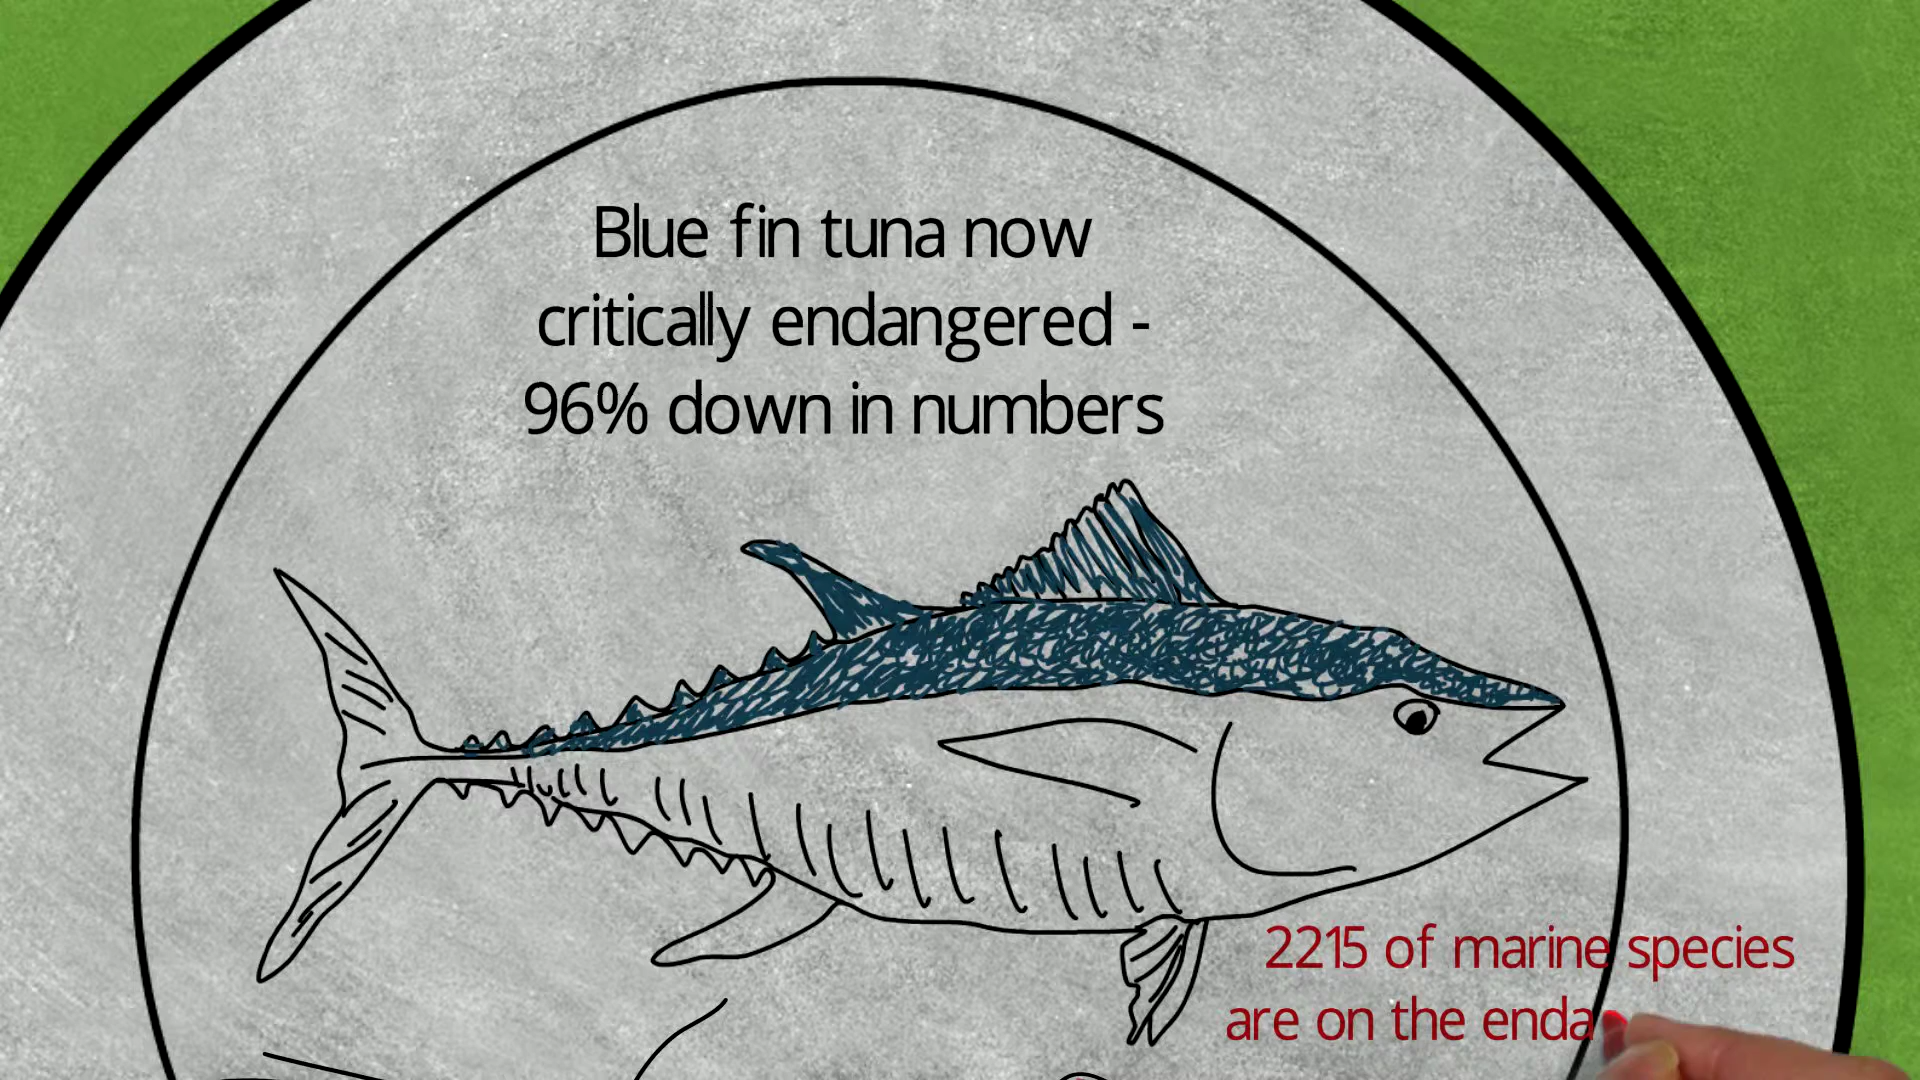 Blue fin tuna now
critically endangered -
96% down in numbers
2215 of marine species
are on the enda